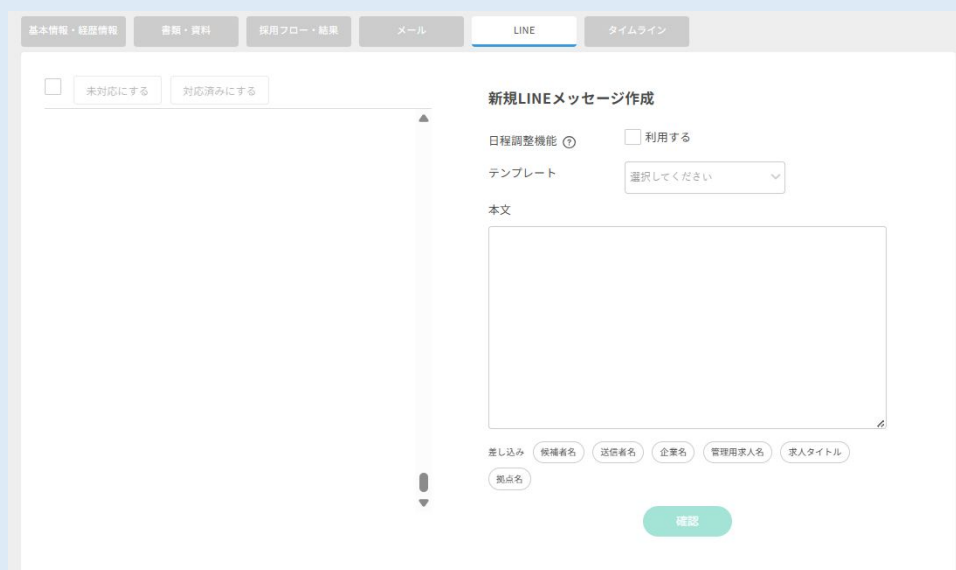 基本情報・経歴情報 書類・資料 採用フロー・結果 メール LINE タイムライン
未対応にする 対応済みにする
新規LINEメッセージ作成
日程調整機能 ? 利用する
テンプレート 選択してください
本文
差し込み 候補者名 送信者名 企業名 管理用求人名 求人タイトル
拠点名
確認